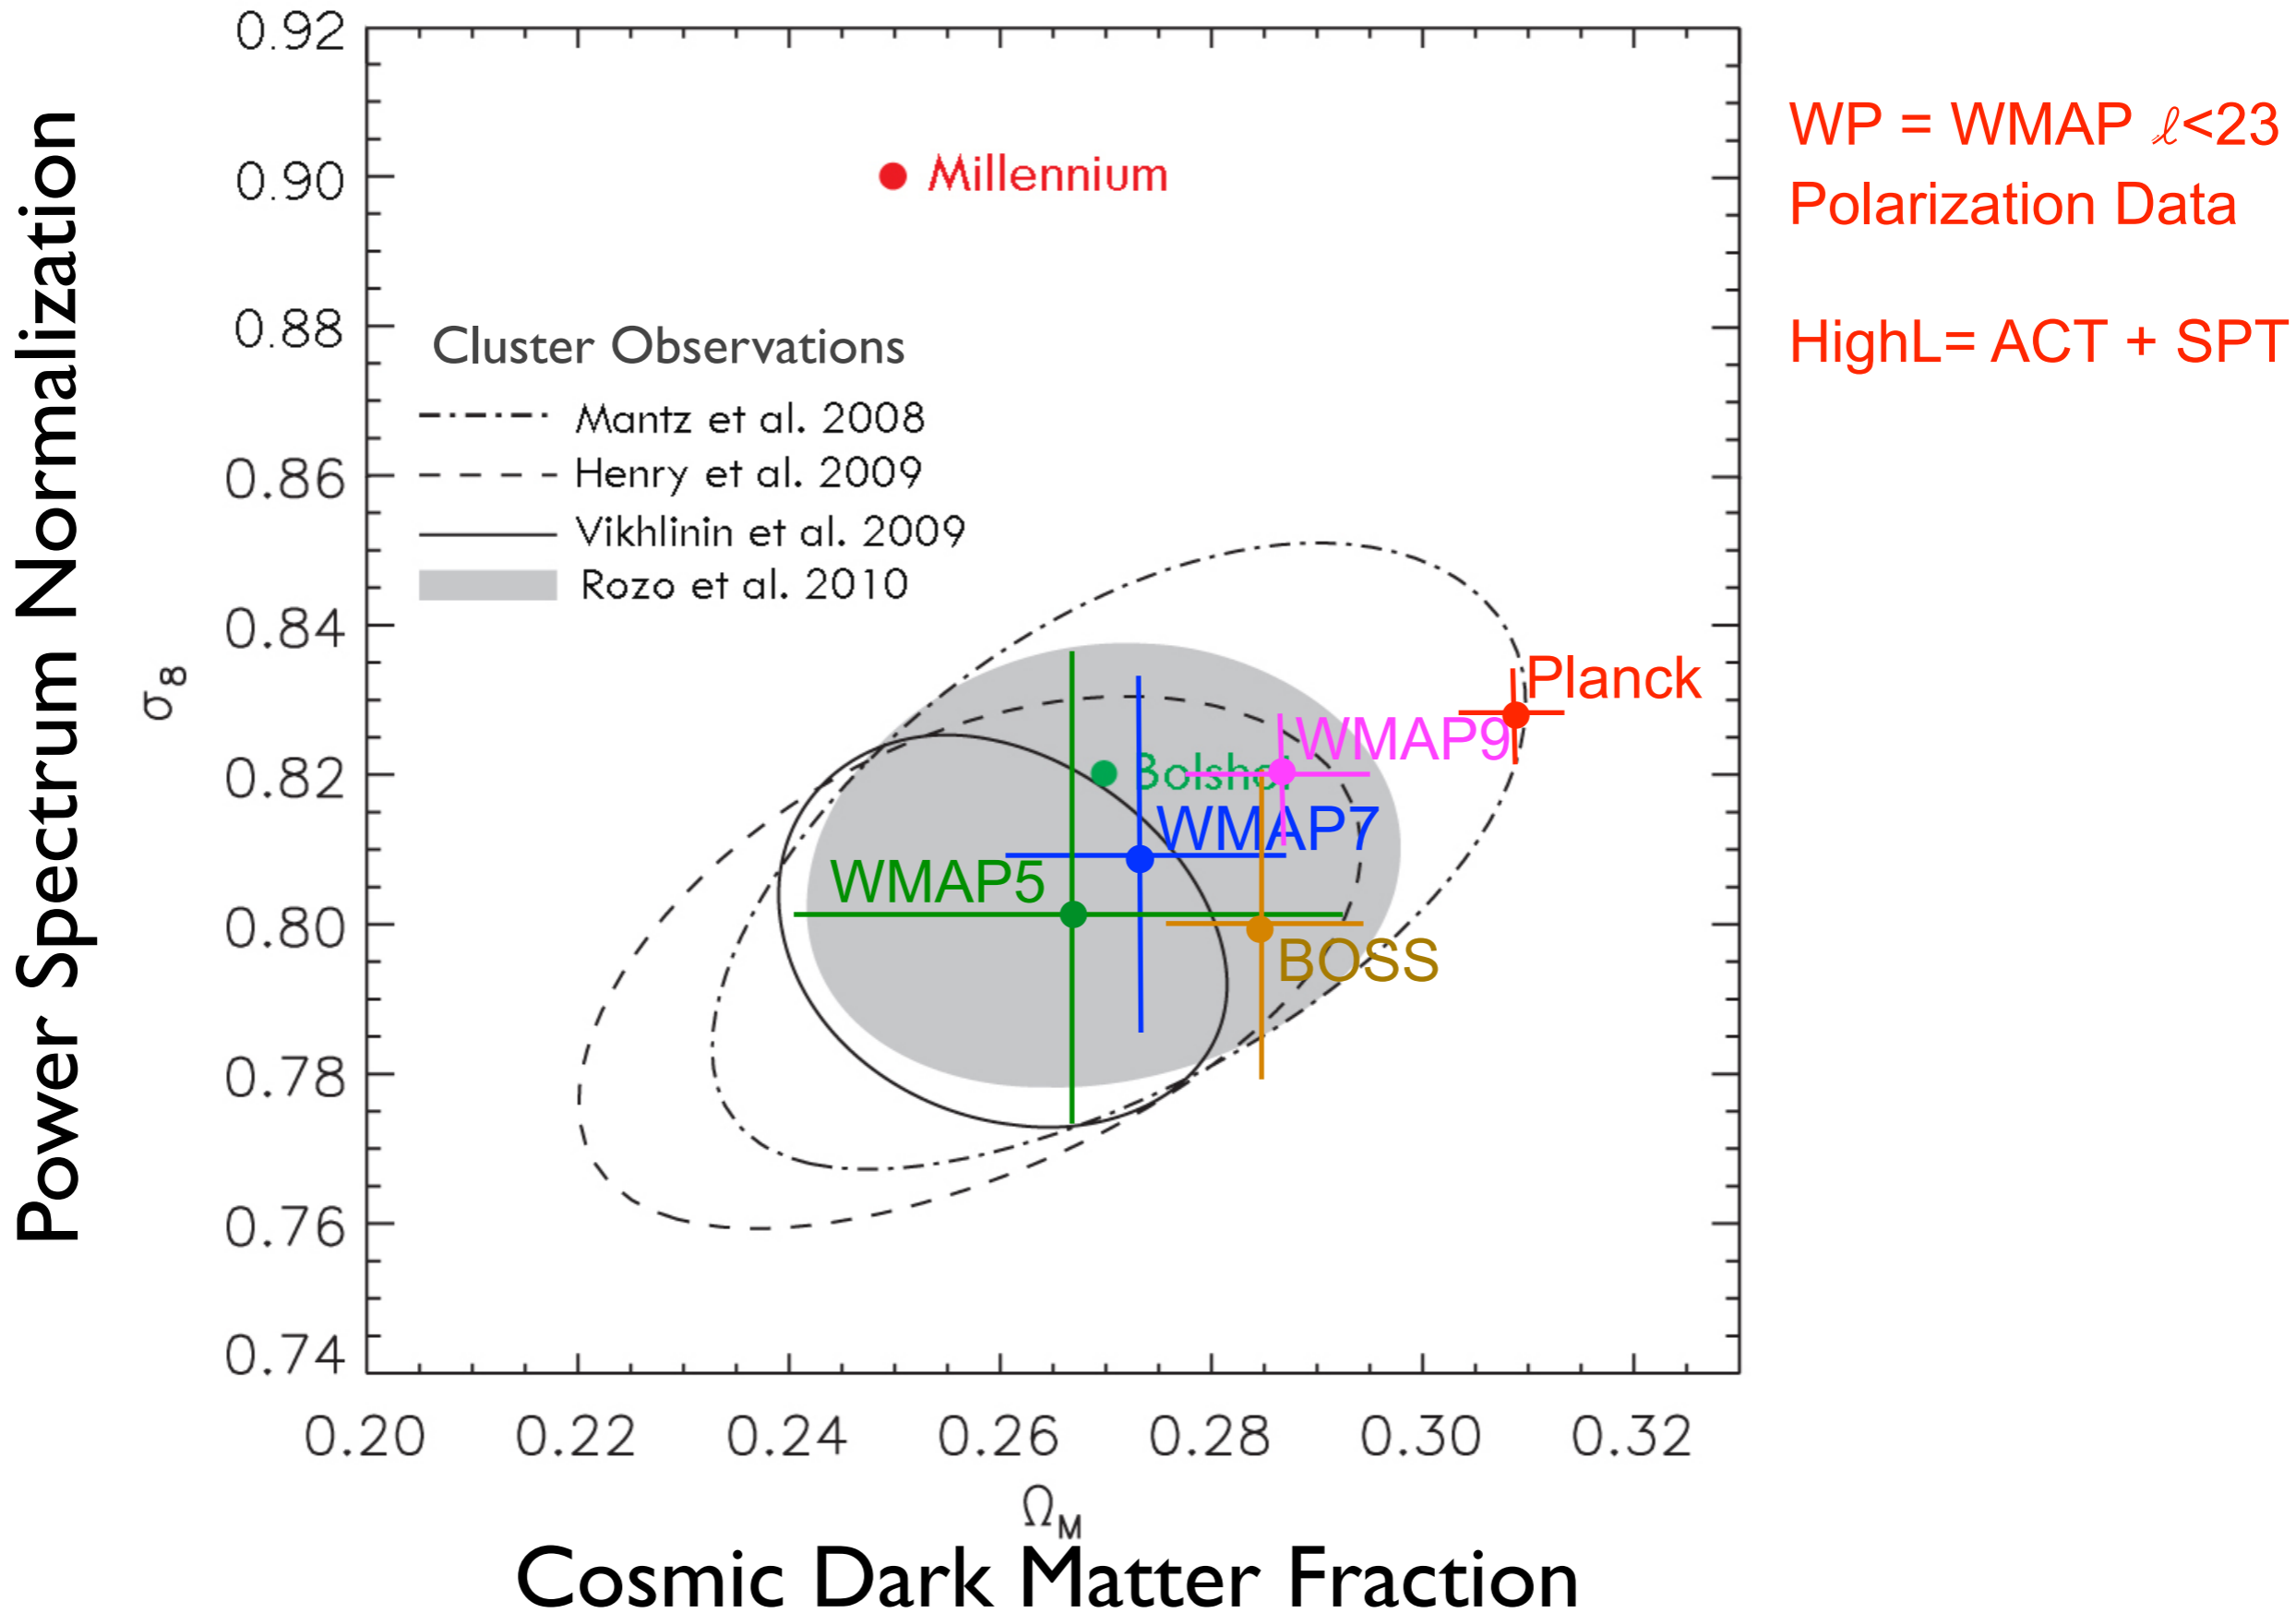 Power Spectrum Normalization
σ8
0.92
0.90
0.88
0.86
0.84
0.82
0.80
0.78
0.76
0.74
Millennium
Cluster Observations
Mantz et al. 2008
Henry et al. 2009
Vikhlinin et al. 2009
Rozo et al. 2010
Planck
WMAP9
Bolshoi
WMAP7
WMAP5
BOSS
0.20 0.22 0.24 0.26 0.28 0.30 0.32
ΩM
Cosmic Dark Matter Fraction
WP = WMAP ℓ<23
Polarization Data
HighL= ACT + SPT